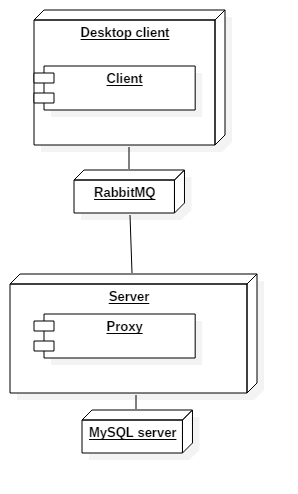 Desktop client
Client
RabbitMQ
Server
Proxy
MySQL server